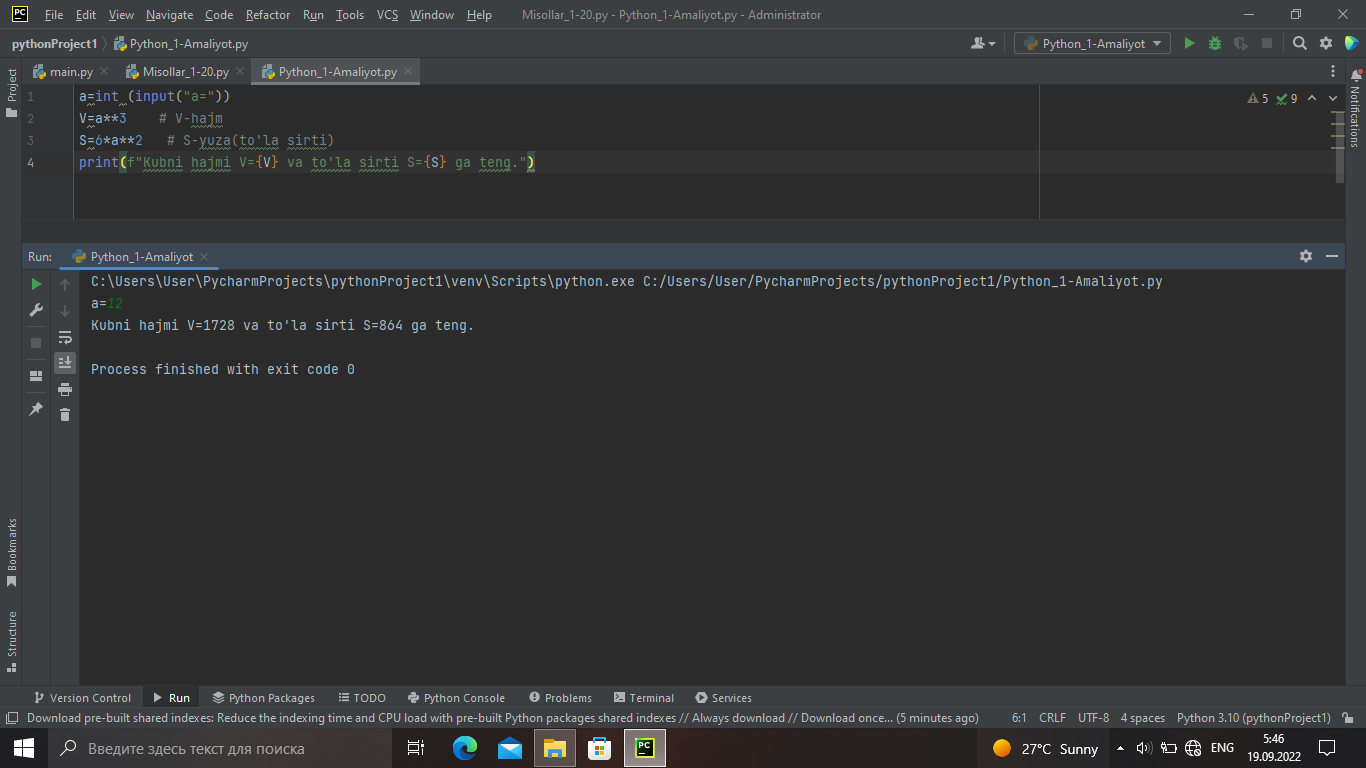 PC File Edit View Navigate Code Refactor Run Tools VCS Window Help Misollar_1-20.py - Python_1-Amaliyot.py - Administrator
pythonProject1 Python_1-Amaliyot.py Python_1-Amaliyot
main.py Misollar_1-20.py Python_1-Amaliyot.py
Project
Notifications
1 a=int (input("a=")) 5 9
2 V=a**3 # V-hajm
3 S=6*a**2 # S-yuza(to'la sirti)
4 print(f"Kubni hajmi V={V} va to'la sirti S={S} ga teng.")
Run: Python_1-Amaliyot
C:\Users\User\PycharmProjects\pythonProject1\venv\Scripts\python.exe C:/Users/User/PycharmProjects/pythonProject1/Python_1-Amaliyot.py
a=12
Kubni hajmi V=1728 va to'la sirti S=864 ga teng.
Process finished with exit code 0
Bookmarks
Structure
Version Control Run Python Packages TODO Python Console Problems Terminal Services
Download pre-built shared indexes: Reduce the indexing time and CPU load with pre-built Python packages shared indexes // Always download // Download once... (5 minutes ago) 6:1 CRLF UTF-8 4 spaces Python 3.10 (pythonProject1)
Введите здесь текст для поиска PC 27°C Sunny ENG 5:46
19.09.2022